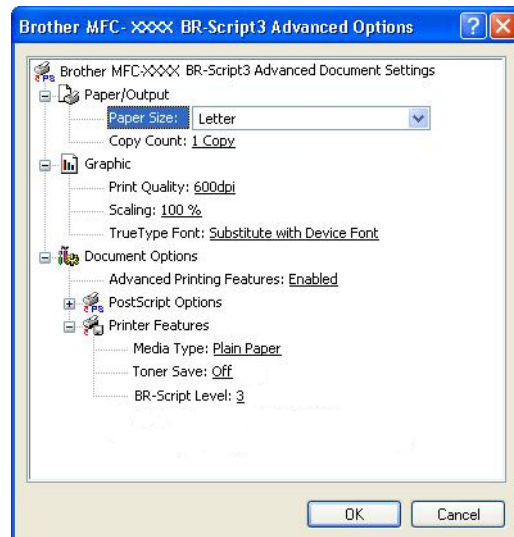 Brother MFC-XXXX BR-Script3 Advanced Options
Brother MFC-XXXX BR-Script3 Advanced Document Settings
Paper/Output
Paper Size: Letter
Copy Count: 1 Copy
Graphic
Print Quality: 600dpi
Scaling: 100 %
TrueType Font: Substitute with Device Font
Document Options
Advanced Printing Features: Enabled
PostScript Options
Printer Features
Media Type: Plain Paper
Toner Save: Off
BR-Script Level: 3
OK Cancel